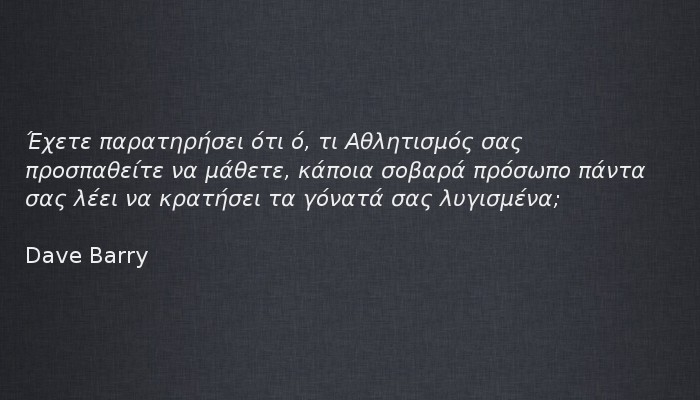 Έχετε παρατηρήσει ότι ό, τι Αθλητισμός σας
προσπαθείτε να μάθετε, κάποια σοβαρά πρόσωπο πάντα
σας λέει να κρατήσει τα γόνατά σας λυγισμένα;
Dave Barry